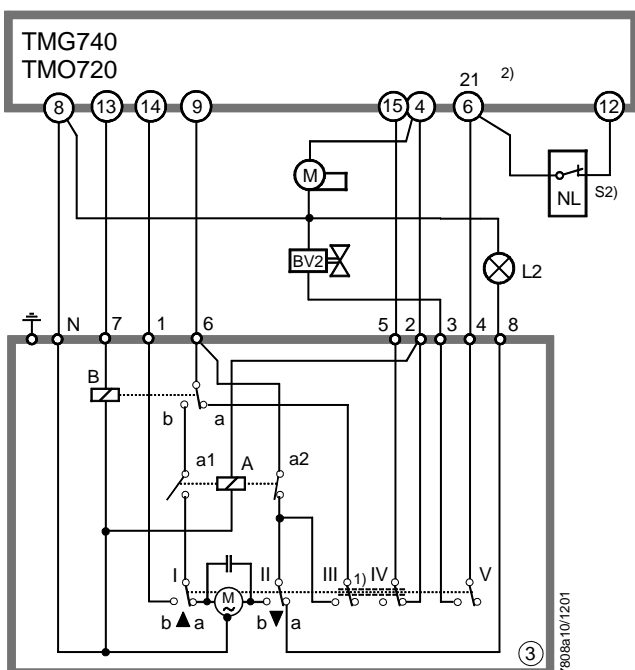 TMG740
TMO720
21 2)
8 13 14 9 15 4 6 12
M
NL S2)
BV2
L2
N 7 1 6 5 2 3 4 8
B
b a
a1 A a2
I II III 1) IV V
M
~
b ▲ a b ▼ a
3
7808a10/1201